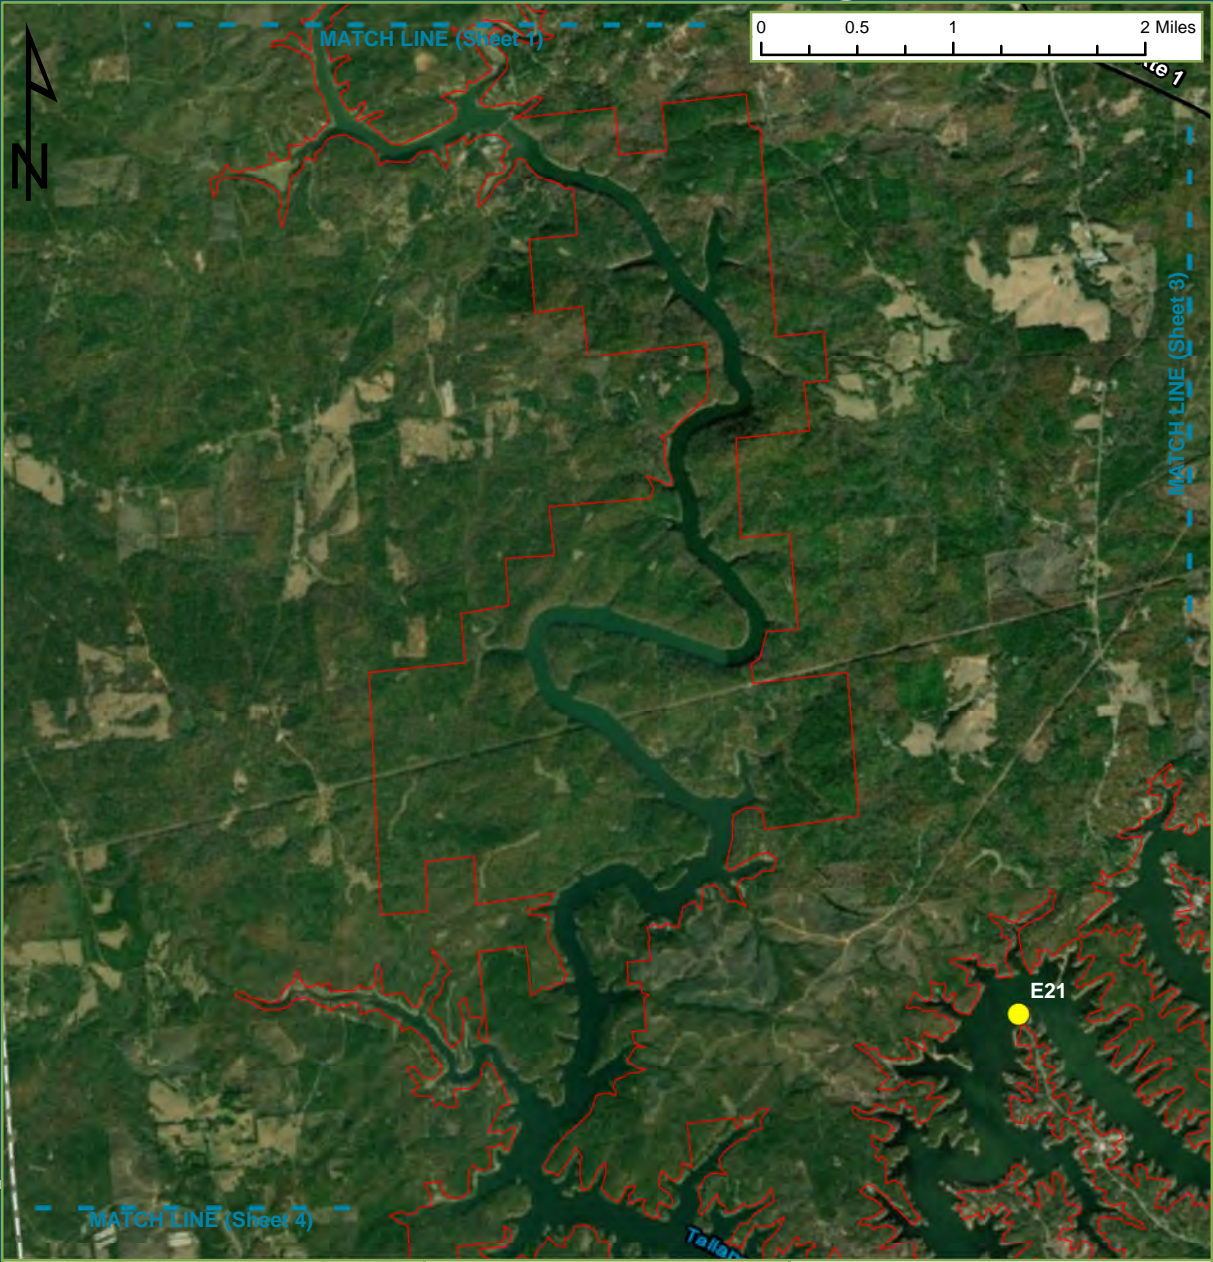 0 0.5 1 2 Miles
MATCH LINE (Sheet 1)
N
MATCH LINE (Sheet 3)
E21
MATCH LINE (Sheet 4)